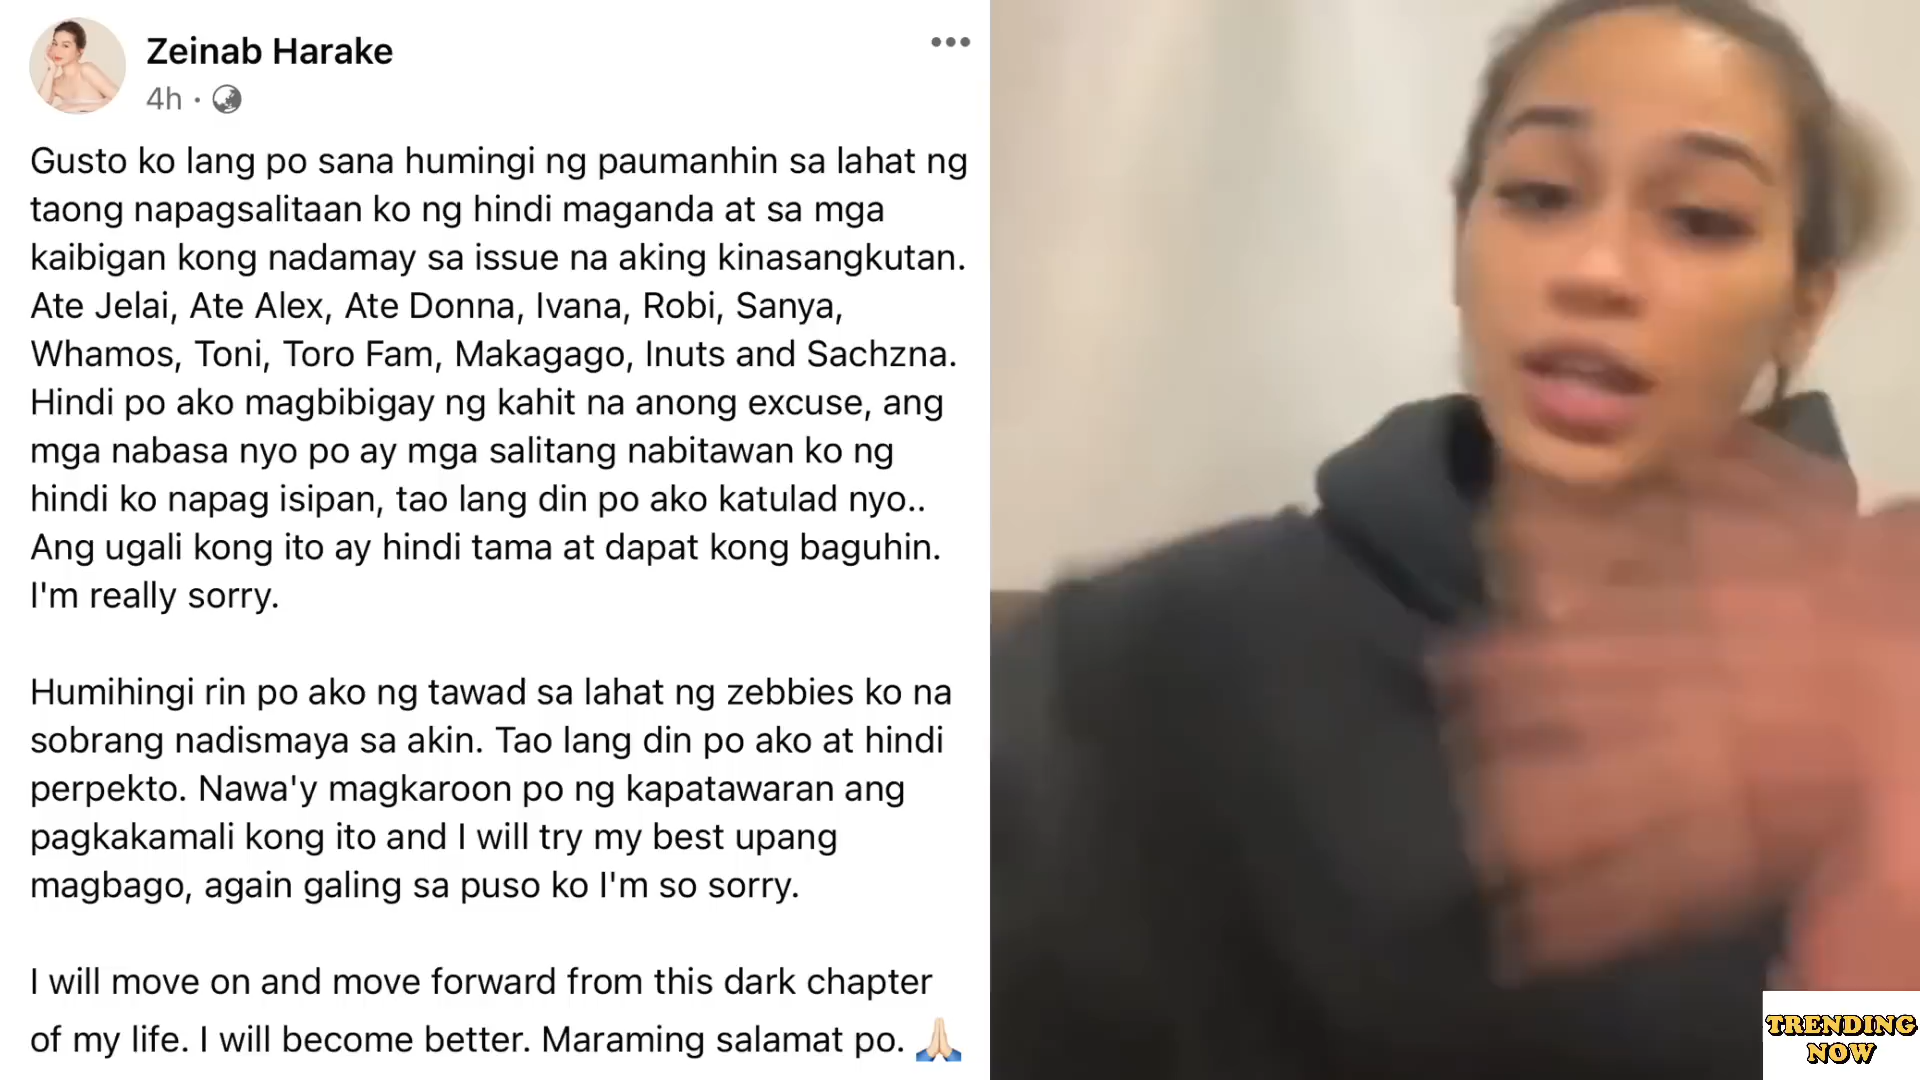 Zeinab Harake
4h ·
Gusto ko lang po sana humingi ng paumanhin sa lahat ng
taong napagsalitaan ko ng hindi maganda at sa mga
kaibigan kong nadamay sa issue na aking kinasangkutan.
Ate Jelai, Ate Alex, Ate Donna, Ivana, Robi, Sanya,
Whamos, Toni, Toro Fam, Makagago, Inuts and Sachzna.
Hindi po ako magbibigay ng kahit na anong excuse, ang
mga nabasa nyo po ay mga salitang nabitawan ko ng
hindi ko napag isipan, tao lang din po ako katulad nyo..
Ang ugali kong ito ay hindi tama at dapat kong baguhin.
I'm really sorry.
Humihingi rin po ako ng tawad sa lahat ng zebbies ko na
sobrang nadismaya sa akin. Tao lang din po ako at hindi
perpekto. Nawa'y magkaroon po ng kapatawaran ang
pagkakamali kong ito and I will try my best upang
magbago, again galing sa puso ko I'm so sorry.
I will move on and move forward from this dark chapter
of my life. I will become better. Maraming salamat po. 🙏🏻
TRENDING
NOW